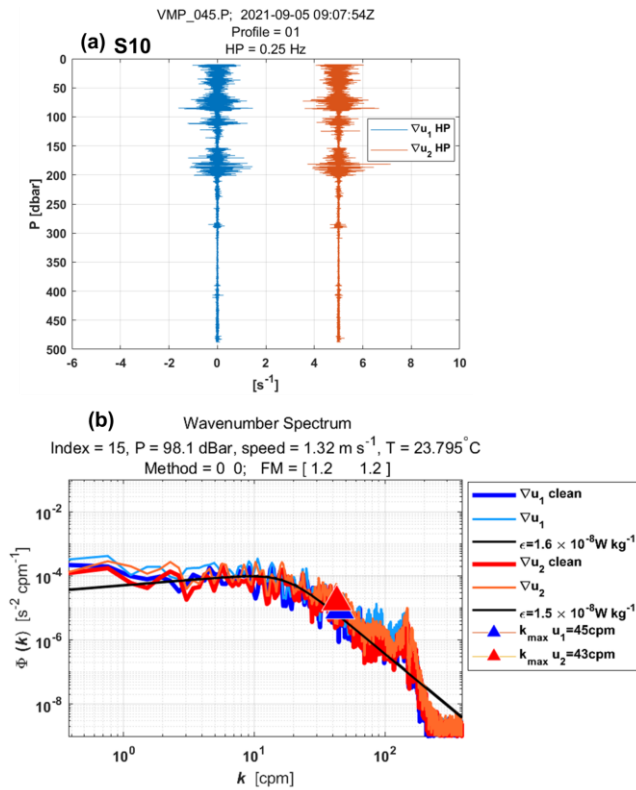 VMP_045.P; 2021-09-05 09:07:54Z
(a) S10
Profile = 01
HP = 0.25 Hz
0
50
100
150
200
250
300
350
400
450
500
P [dbar]
∇u₁ HP
∇u₂ HP
-6 -4 -2 0 2 4 6 8 10
[s⁻¹]
(b)
Wavenumber Spectrum
Index = 15, P = 98.1 dBar, speed = 1.32 m s⁻¹, T = 23.795°C
Method = 0 0; FM = [ 1.2 1.2 ]
10⁻²
10⁻⁴
10⁻⁶
10⁻⁸
Φ (k) [s⁻² cpm⁻¹]
10⁰ 10¹ 10²
k [cpm]
∇u₁ clean
∇u₁
ϵ=1.6 × 10⁻⁸W kg⁻¹
∇u₂ clean
∇u₂
ϵ=1.5 × 10⁻⁸W kg⁻¹
k_max u₁=45cpm
k_max u₂=43cpm